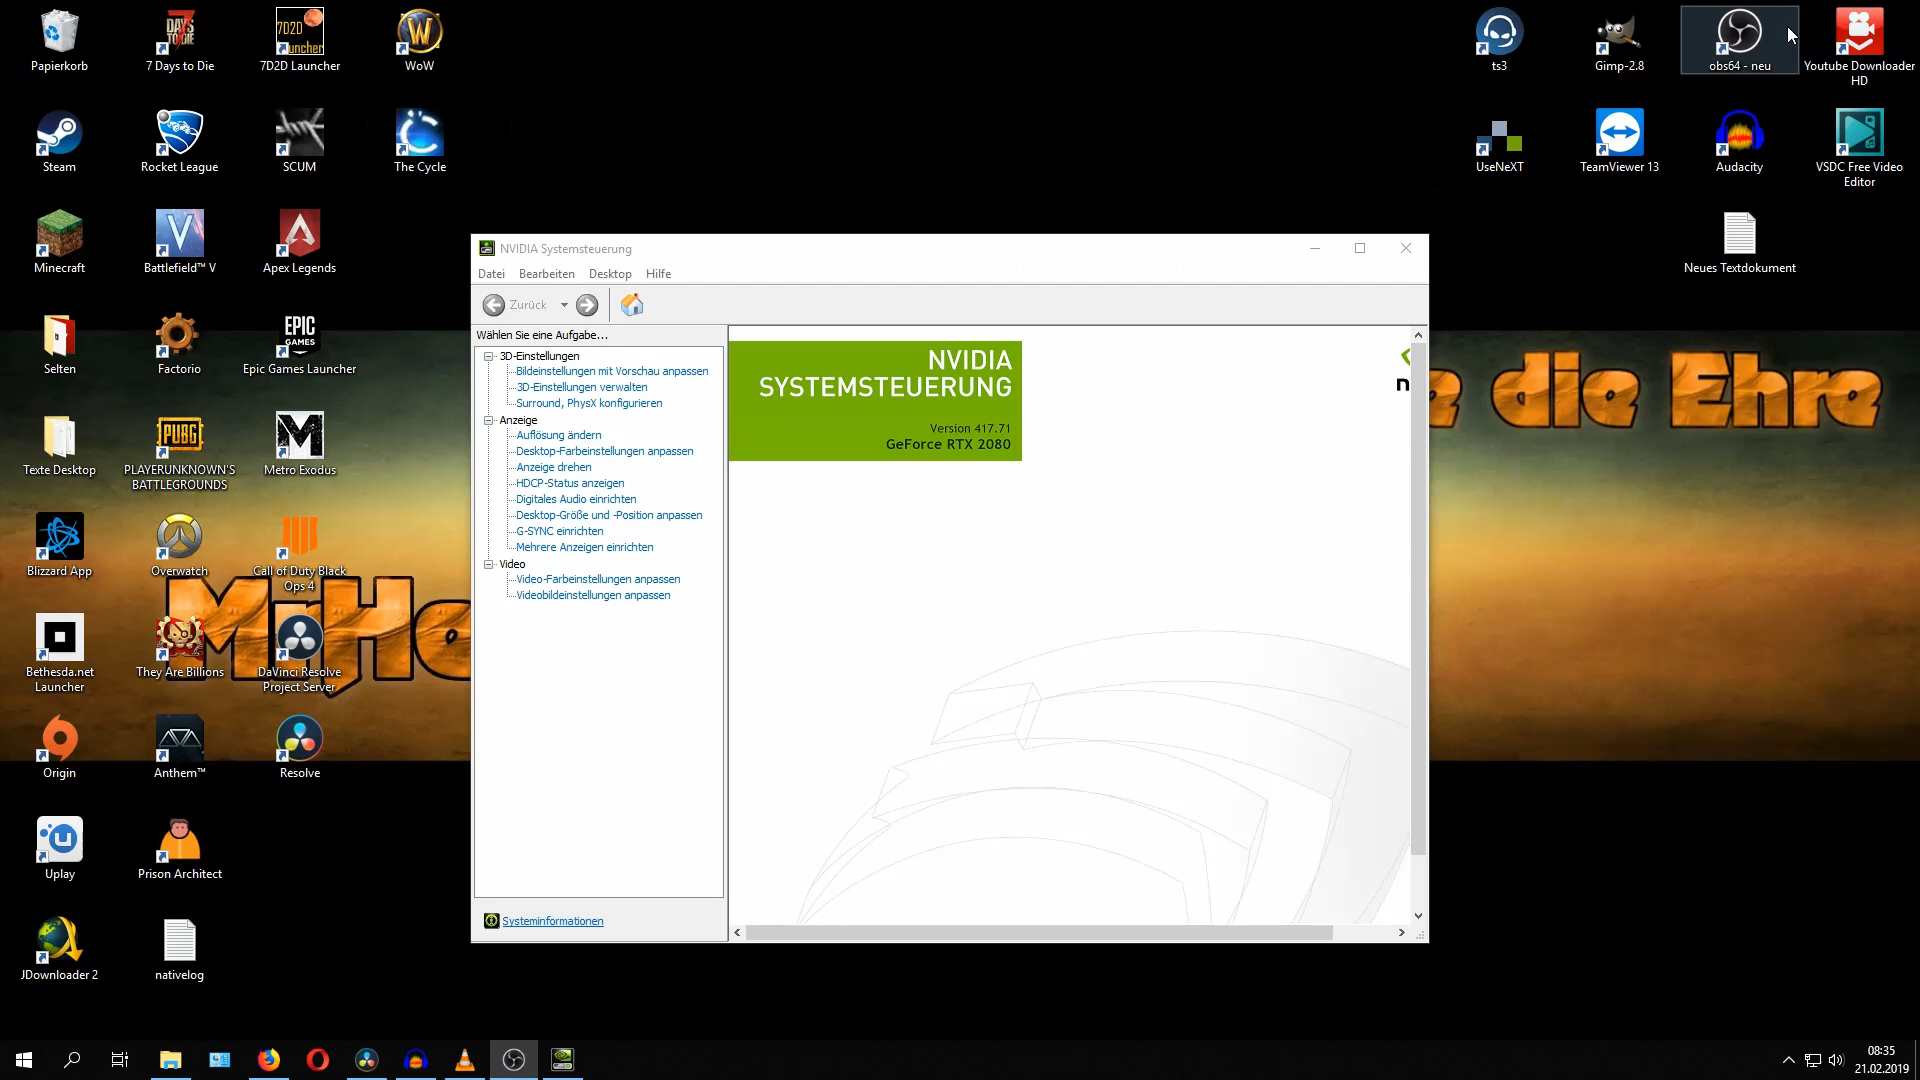 Papierkorb
7 Days to Die
7D2D Launcher
WoW
ts3
Gimp-2.8
obs64 - neu
Youtube Downloader
HD
Steam
Rocket League
SCUM
The Cycle
UseNeXT
TeamViewer 13
Audacity
VSDC Free Video
Editor
Minecraft
Battlefield™ V
Apex Legends
Neues Textdokument
Selten
Factorio
EPIC
GAMES
Epic Games Launcher
Texte Desktop
PUBG
PLAYERUNKNOWN'S
BATTLEGROUNDS
Metro Exodus
Blizzard App
Overwatch
Call of Duty Black
Ops 4
Bethesda.net
Launcher
They Are Billions
DaVinci Resolve
Project Server
Origin
Anthem™
Resolve
Uplay
Prison Architect
JDownloader 2
nativelog
NVIDIA Systemsteuerung
Datei Bearbeiten Desktop Hilfe
Zurück
Wählen Sie eine Aufgabe...
3D-Einstellungen
Bildeinstellungen mit Vorschau anpassen
3D-Einstellungen verwalten
Surround, PhysX konfigurieren
Anzeige
Auflösung ändern
Desktop-Farbeinstellungen anpassen
Anzeige drehen
HDCP-Status anzeigen
Digitales Audio einrichten
Desktop-Größe und -Position anpassen
G-SYNC einrichten
Mehrere Anzeigen einrichten
Video
Video-Farbeinstellungen anpassen
Videobildeinstellungen anpassen
Systeminformationen
NVIDIA
SYSTEMSTEUERUNG
Version 417.71
GeForce RTX 2080
n
die Ehre
08:35
21.02.2019